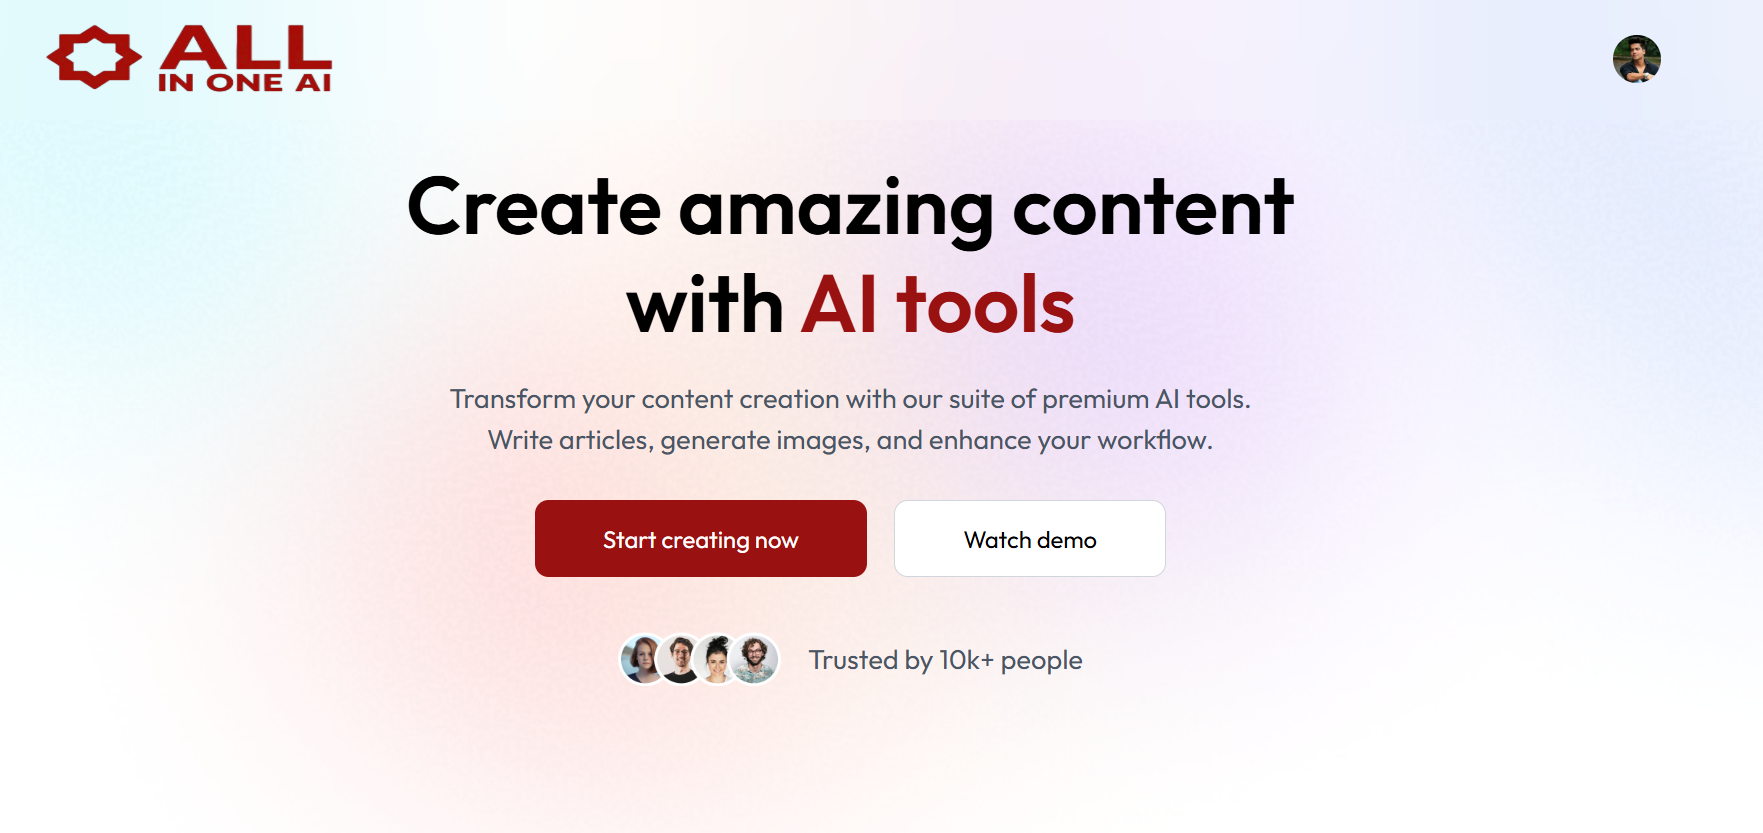 ALL
IN ONE AI
Create amazing content
with AI tools
Transform your content creation with our suite of premium AI tools.
Write articles, generate images, and enhance your workflow.
Start creating now
Watch demo
Trusted by 10k+ people